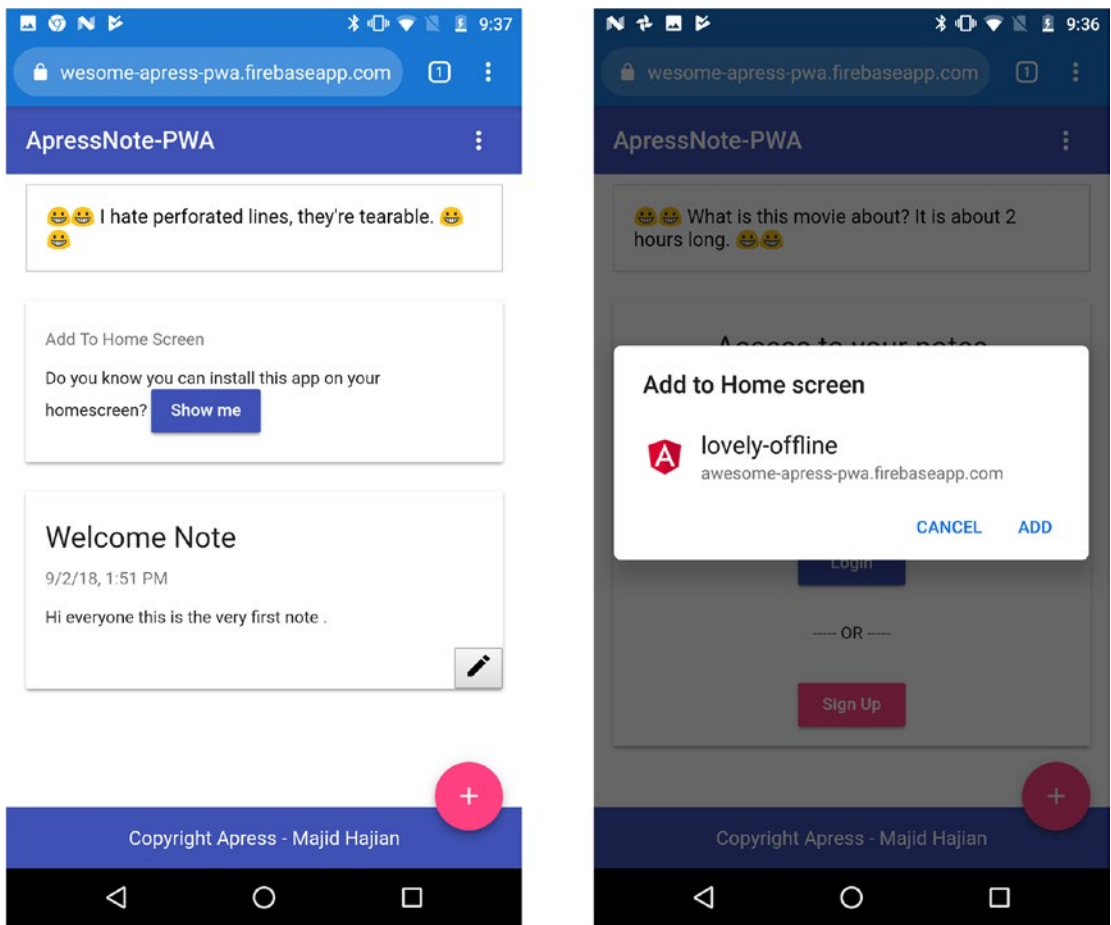 9:37
wesome-apress-pwa.firebaseapp.com
1
ApressNote-PWA
😀😀 I hate perforated lines, they're tearable. 😀
😀
Add To Home Screen
Do you know you can install this app on your
homescreen? Show me
Welcome Note
9/2/18, 1:51 PM
Hi everyone this is the very first note .
+
Copyright Apress - Majid Hajian
9:36
wesome-apress-pwa.firebaseapp.com
1
ApressNote-PWA
😀😀 What is this movie about? It is about 2
hours long. 😀😀
Access to your notes
Add to Home screen
A
lovely-offline
awesome-apress-pwa.firebaseapp.com
CANCEL ADD
Login
----- OR -----
Sign Up
+
Copyright Apress - Majid Hajian